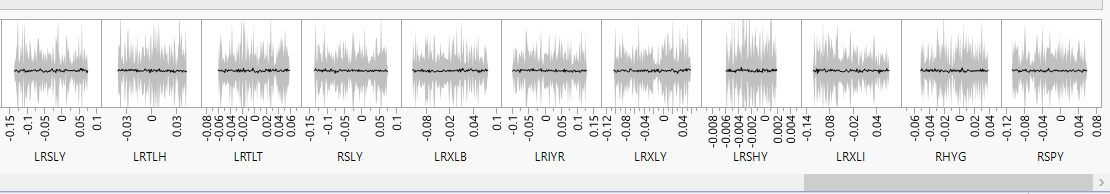 -0.15 -0.1 -0.05 0 0.05 0.1
-0.03 0 0.03
-0.08 -0.06 -0.04 -0.02 0 0.02 0.04 0.06
-0.1 -0.05 0 0.05 0.1
-0.08 -0.02 0.04
-0.1 -0.05 0 0.05 0.1
-0.12 -0.08 -0.04 0 0.04
-0.008 -0.006 -0.004 -0.002 0 0.002 0.004
-0.14 -0.08 -0.02 0.04
-0.06 -0.04 -0.02 0 0.02 0.04
-0.12 -0.08 -0.04 0 0.04 0.08
LRSLY LRTLH LRTLT RSLY LRXLB LRIYR LRXLY LRSHY LRXLI RHYG RSPY